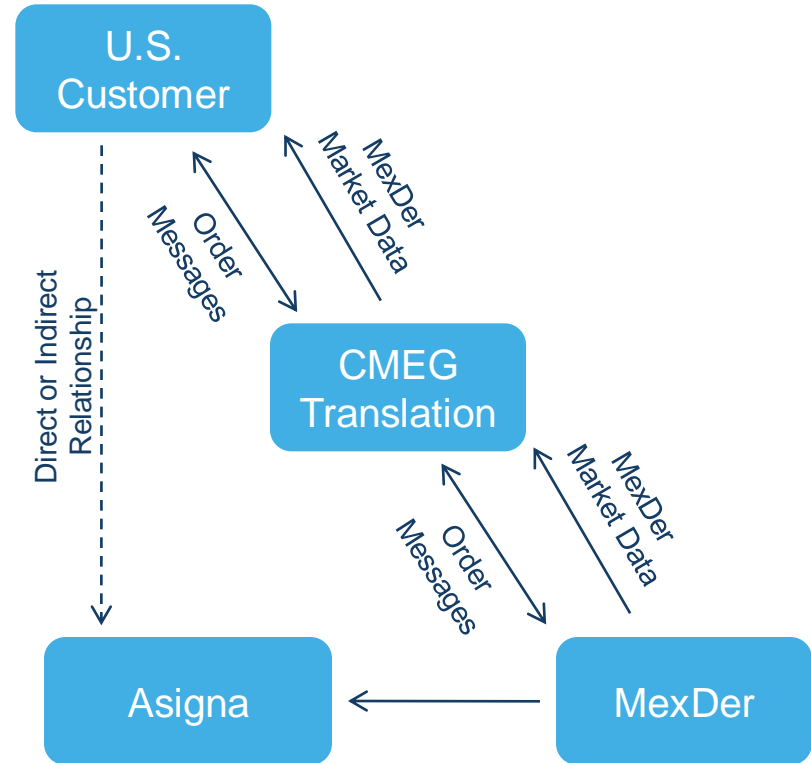 U.S.
Customer
MexDer
Market Data
Order
Messages
Direct or Indirect
Relationship
CMEG
Translation
MexDer
Market Data
Order
Messages
Asigna
MexDer